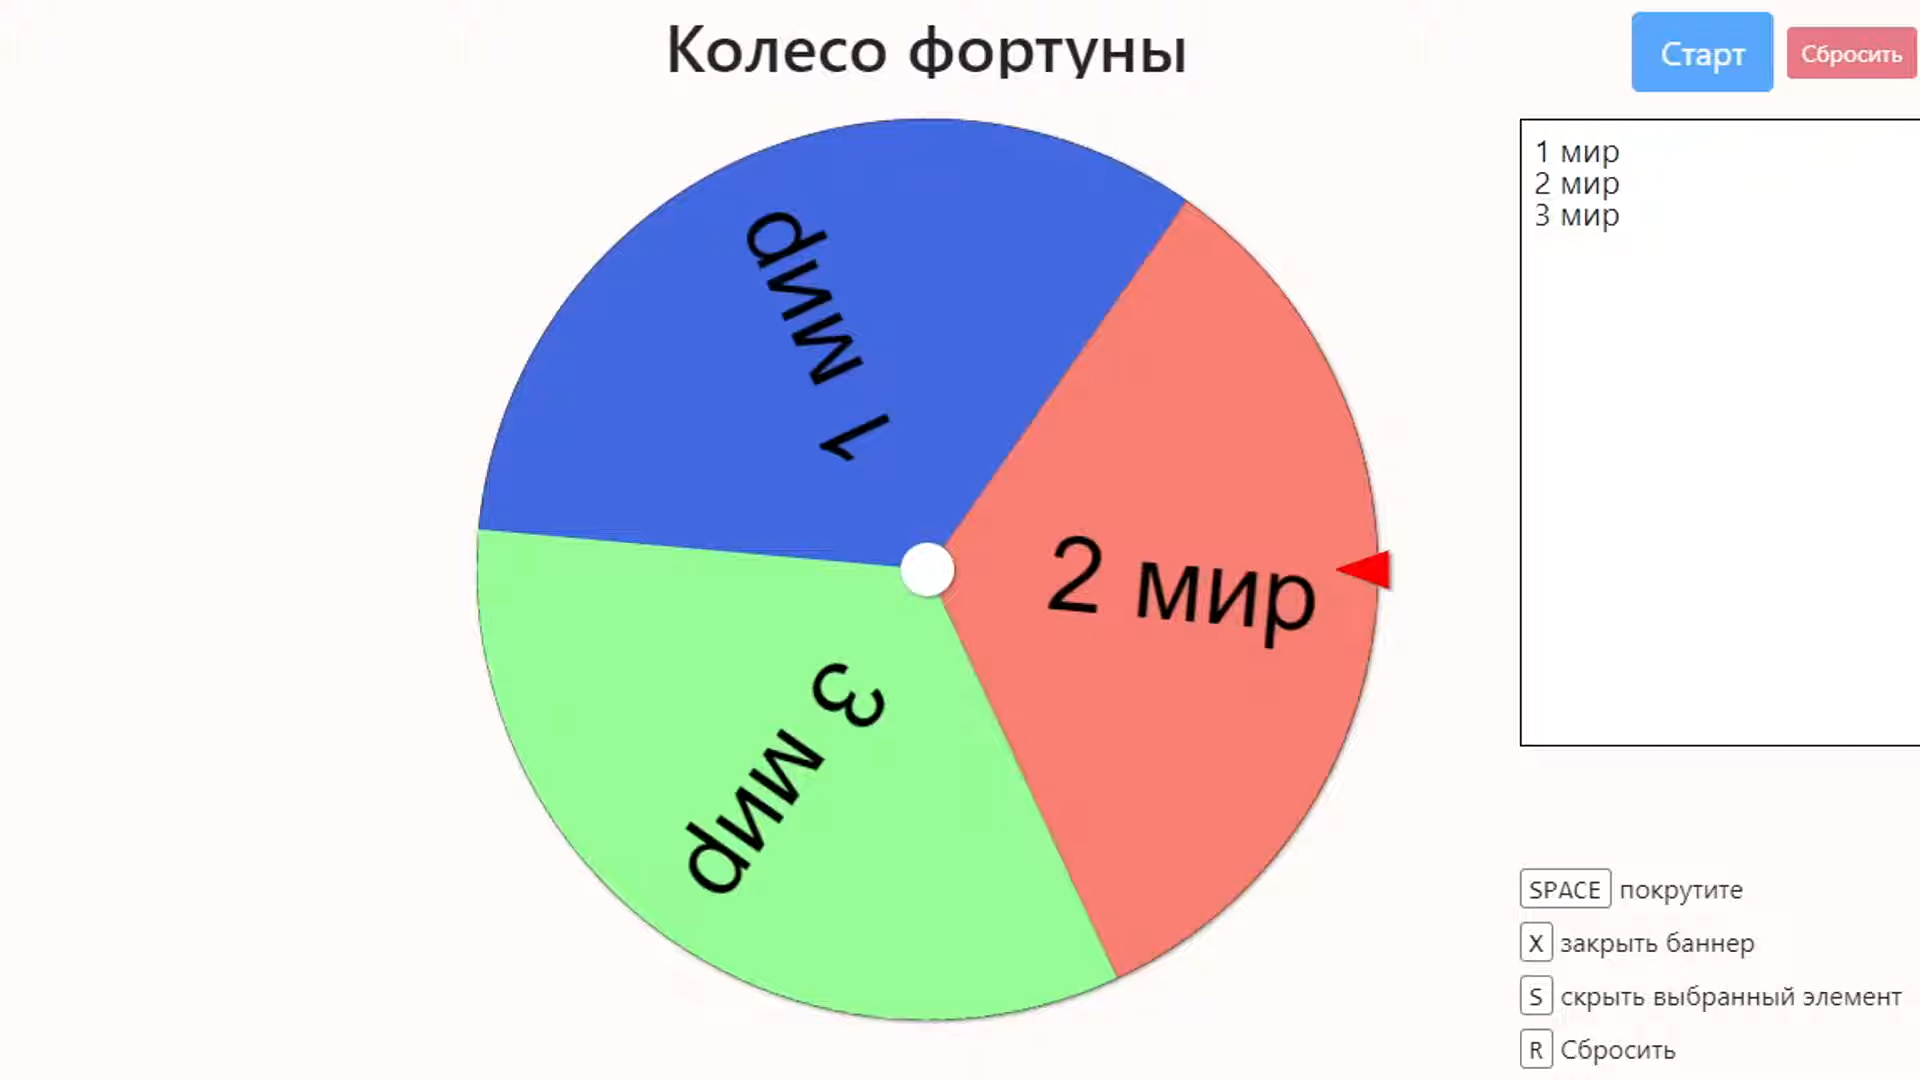 Колесо фортуны
Старт
Сбросить
1 мир
2 мир
3 мир
1 мир
2 мир
3 мир
SPACE покрутите
X закрыть баннер
S скрыть выбранный элемент
R Сбросить